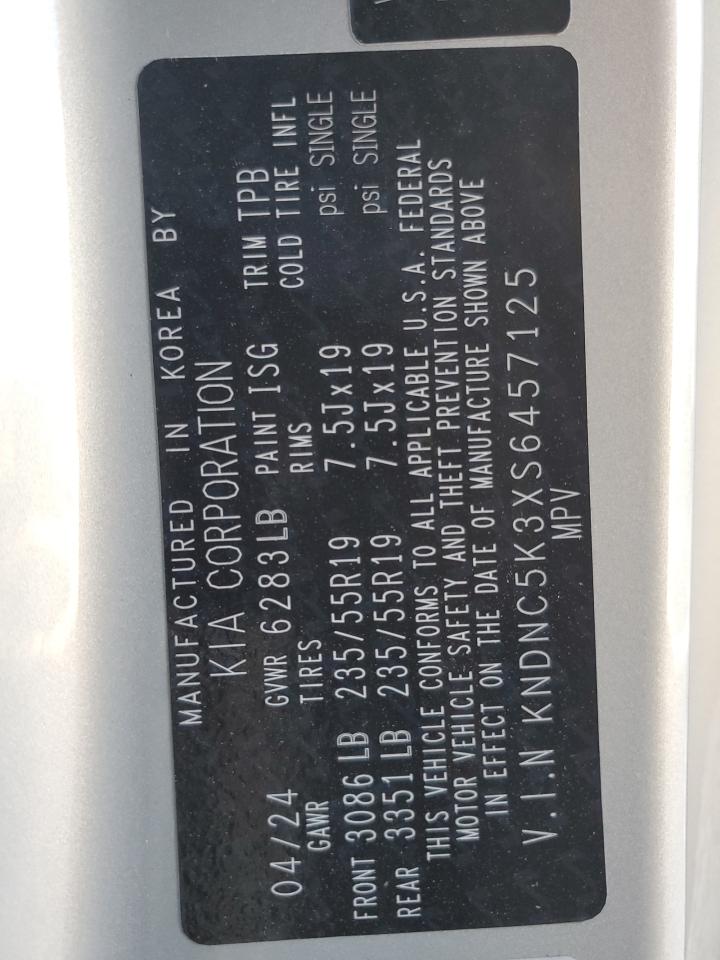 MANUFACTURED IN KOREA BY
KIA CORPORATION
04/24 GVWR 6283LB PAINT ISG TRIM TPB
GAWR TIRES RIMS COLD TIRE INFL
FRONT 3086 LB 235/55R19 7.5Jx19 psi SINGLE
REAR 3351 LB 235/55R19 7.5Jx19 psi SINGLE
THIS VEHICLE CONFORMS TO ALL APPLICABLE U.S.A. FEDERAL
MOTOR VEHICLE SAFETY AND THEFT PREVENTION STANDARDS
IN EFFECT ON THE DATE OF MANUFACTURE SHOWN ABOVE
V.I.N KNDNC5K3XS6457125
MPV